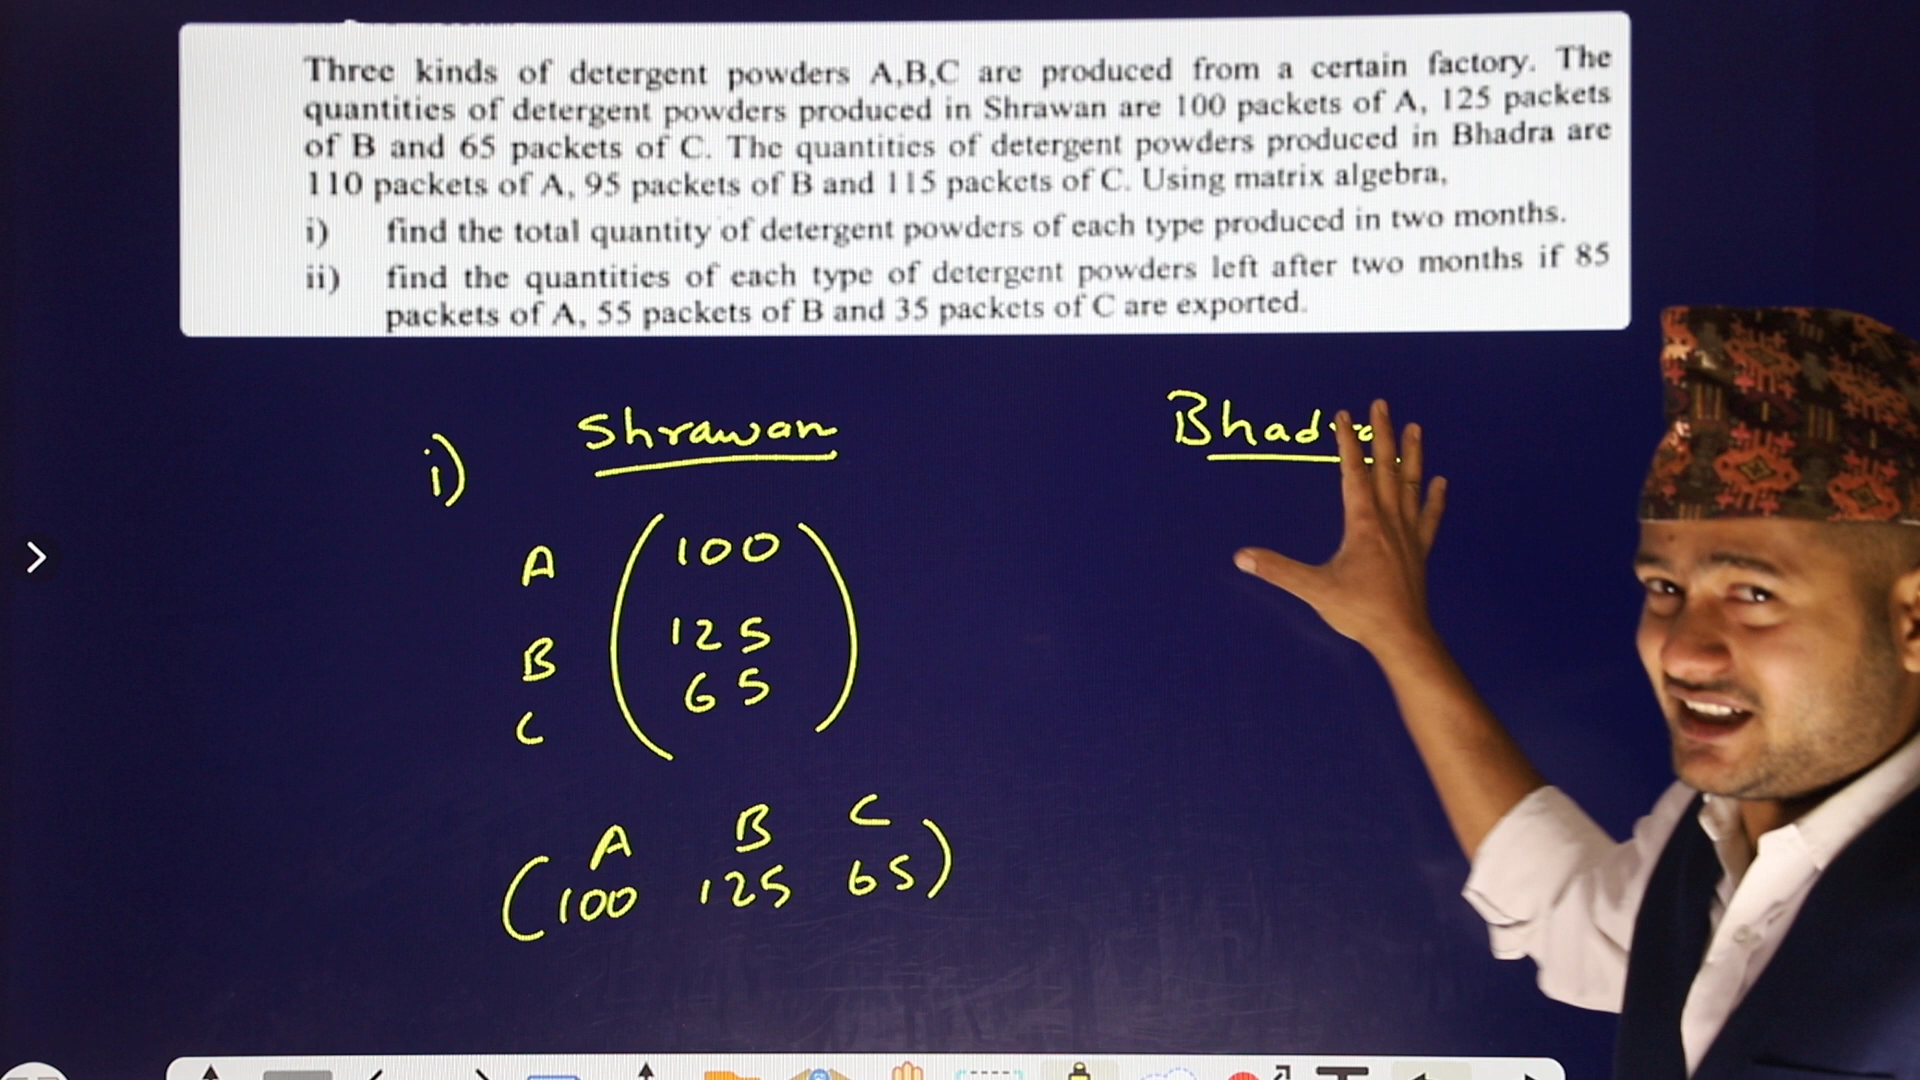 Three kinds of detergent powders A,B,C are produced from a certain factory. The
quantities of detergent powders produced in Shrawan are 100 packets of A, 125 packets
of B and 65 packets of C. The quantities of detergent powders produced in Bhadra are
110 packets of A, 95 packets of B and 115 packets of C. Using matrix algebra,
i) find the total quantity of detergent powders of each type produced in two months.
ii) find the quantities of each type of detergent powders left after two months if 85
packets of A, 55 packets of B and 35 packets of C are exported.
i) Shrawan
A (100
B 125
C 65)
A B C
(100 125 65)
Bhadra